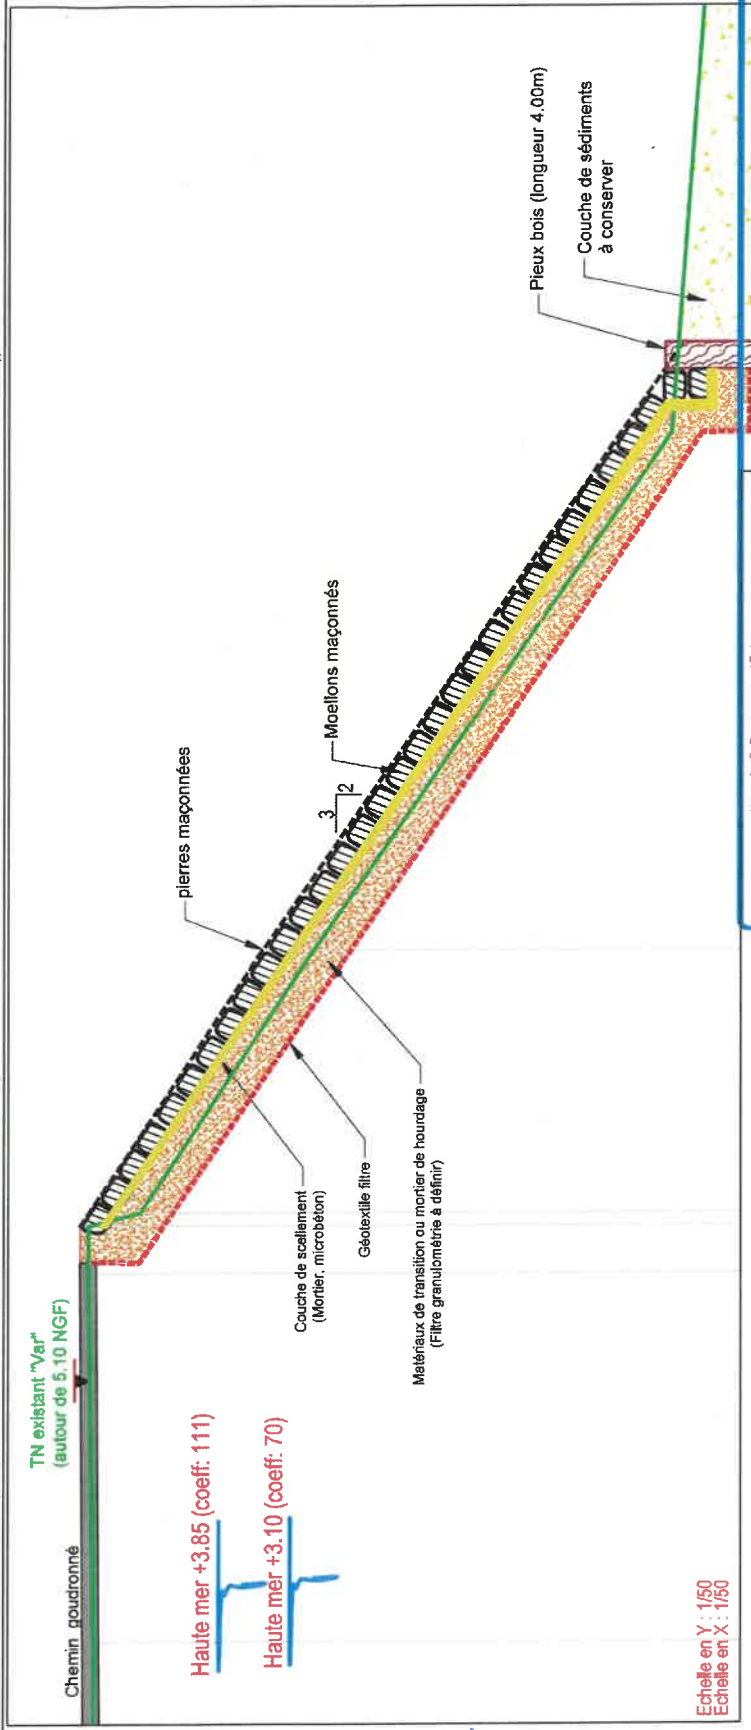 TN existant "Var"
(autour de 5.10 NGF)
Chemin goudronné
Haute mer +3.85 (coeff: 111)
Haute mer +3.10 (coeff: 70)
Echelle en Y : 1/50
Echelle en X : 1/50
Couche de scellement
(Mortier, microbéton)
Géotextile filtre
Matériaux de transition ou mortier de hourdage
(Filtre granulométrie à définir)
pierres maçonnées
3
2
Moellons maçonnés
Pieux bois (longueur 4.00m)
Couche de sédiments
à conserver